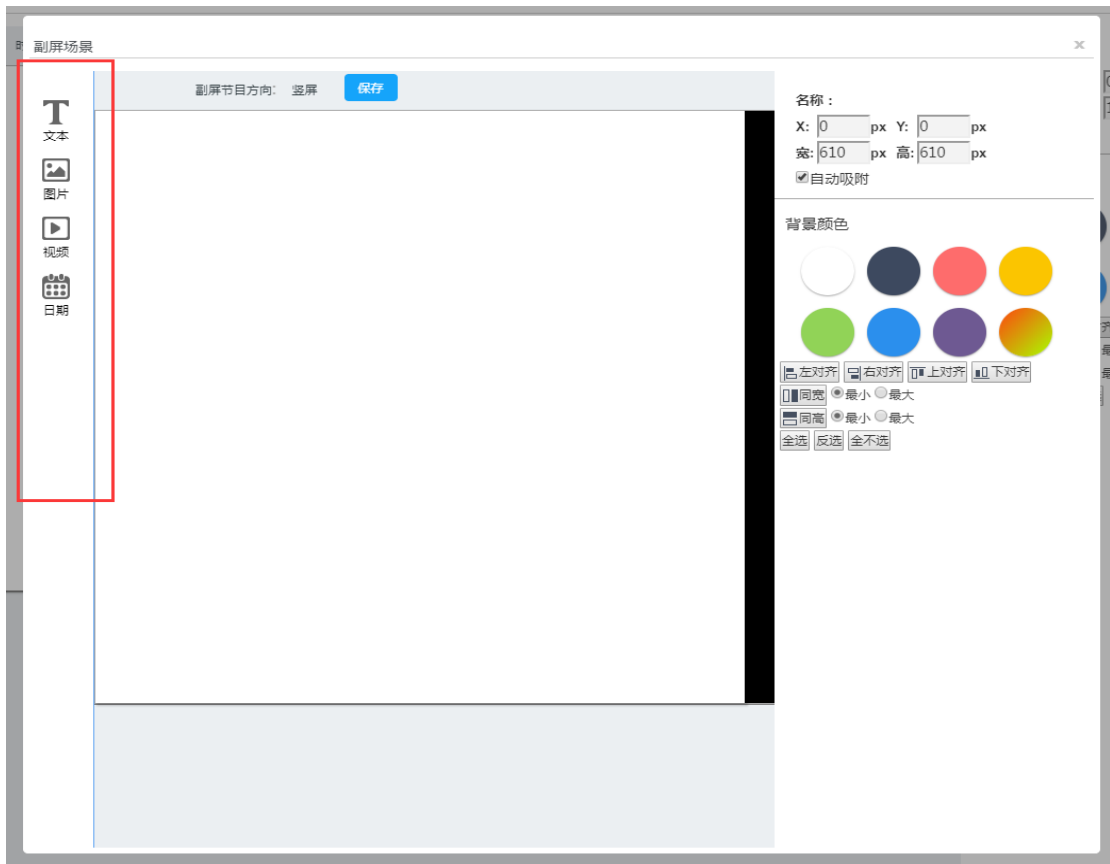 副屏场景
x
T
文本
图片
视频
日期
副屏节目方向: 竖屏
保存
名称：
X: 0 px Y: 0 px
宽: 610 px 高: 610 px
自动吸附
背景颜色
左对齐 右对齐 上对齐 下对齐
同宽 最小 最大
同高 最小 最大
全选 反选 全不选